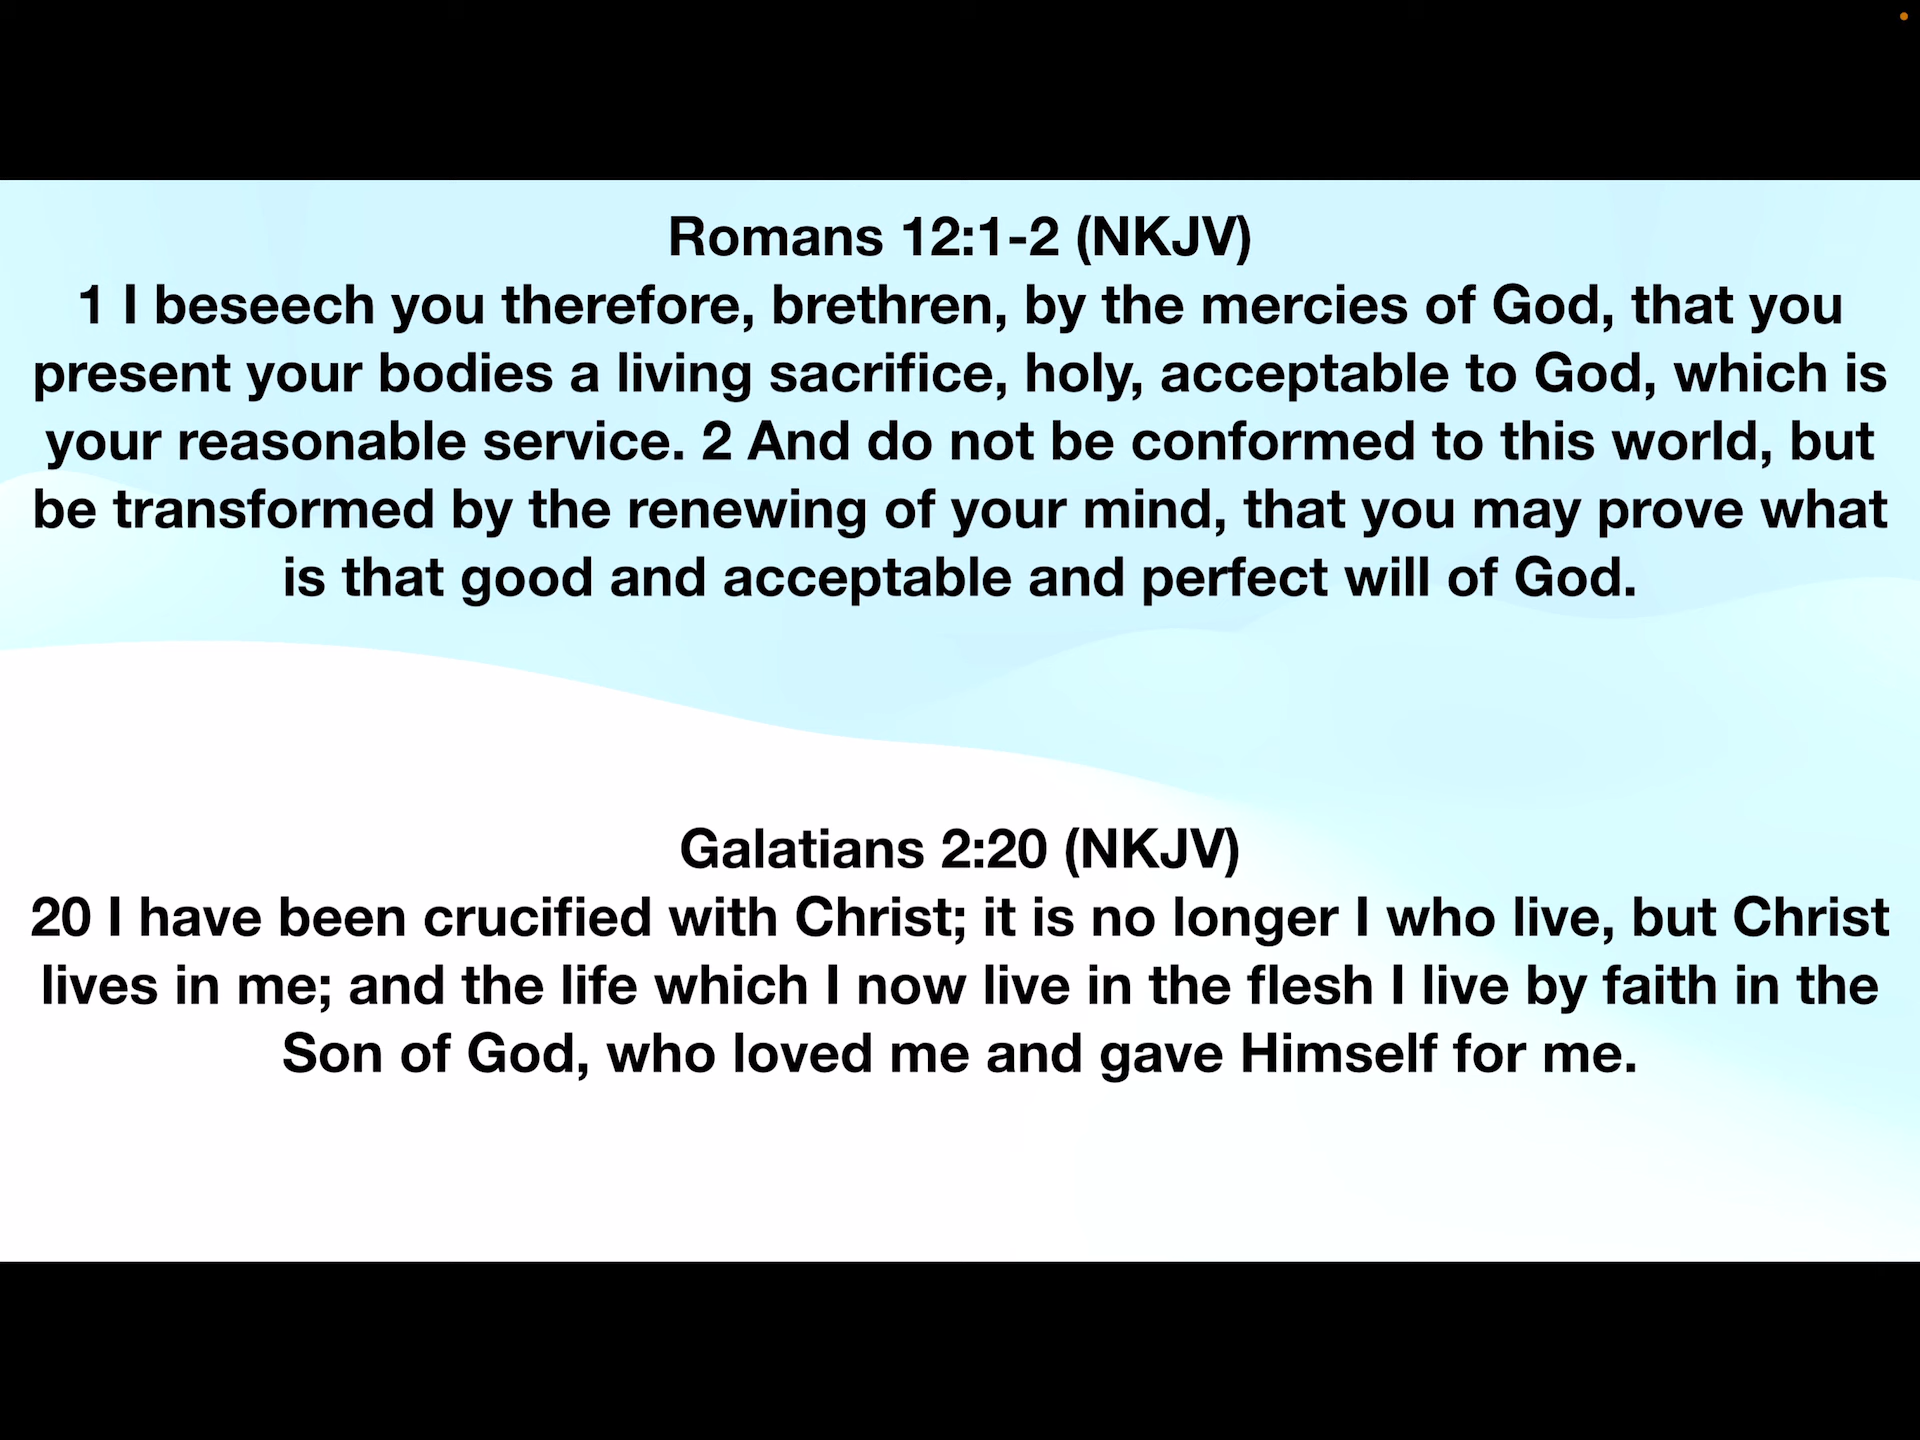 Romans 12:1-2 (NKJV)
1 I beseech you therefore, brethren, by the mercies of God, that you
present your bodies a living sacrifice, holy, acceptable to God, which is
your reasonable service. 2 And do not be conformed to this world, but
be transformed by the renewing of your mind, that you may prove what
is that good and acceptable and perfect will of God.
Galatians 2:20 (NKJV)
20 I have been crucified with Christ; it is no longer I who live, but Christ
lives in me; and the life which I now live in the flesh I live by faith in the
Son of God, who loved me and gave Himself for me.